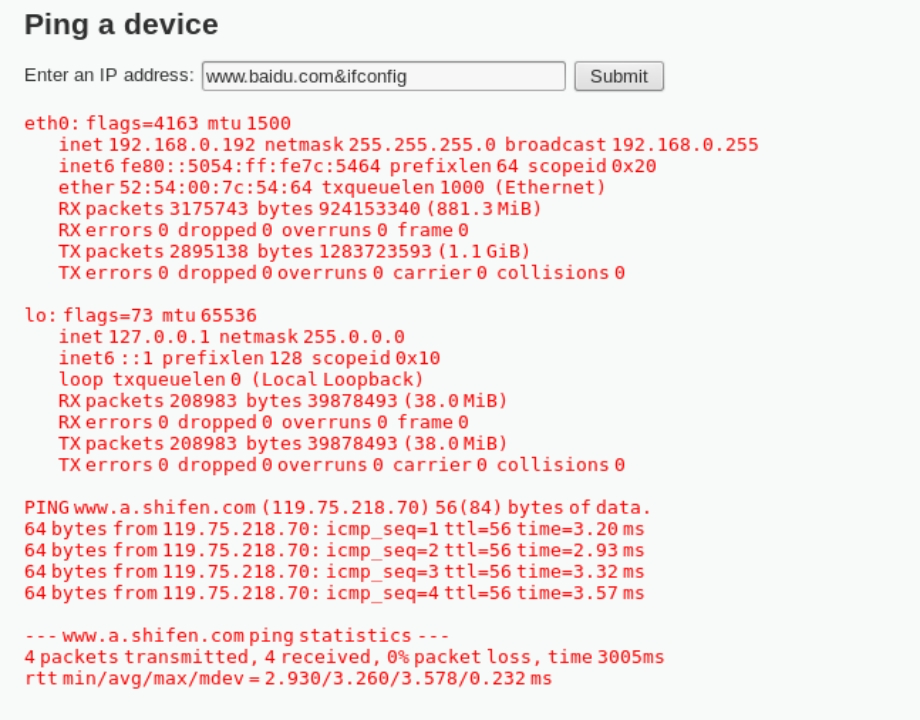 Ping a device
Enter an IP address: www.baidu.com&ifconfig Submit
eth0: flags=4163 mtu 1500
inet 192.168.0.192 netmask 255.255.255.0 broadcast 192.168.0.255
inet6 fe80::5054:ff:fe7c:5464 prefixlen 64 scopeid 0x20
ether 52:54:00:7c:54:64 txqueuelen 1000 (Ethernet)
RX packets 3175743 bytes 924153340 (881.3 MiB)
RX errors 0 dropped 0 overruns 0 frame 0
TX packets 2895138 bytes 1283723593 (1.1 GiB)
TX errors 0 dropped 0 overruns 0 carrier 0 collisions 0
lo: flags=73 mtu 65536
inet 127.0.0.1 netmask 255.0.0.0
inet6 ::1 prefixlen 128 scopeid 0x10
loop txqueuelen 0 (Local Loopback)
RX packets 208983 bytes 39878493 (38.0 MiB)
RX errors 0 dropped 0 overruns 0 frame 0
TX packets 208983 bytes 39878493 (38.0 MiB)
TX errors 0 dropped 0 overruns 0 carrier 0 collisions 0
PING www.a.shifen.com (119.75.218.70) 56(84) bytes of data.
64 bytes from 119.75.218.70: icmp_seq=1 ttl=56 time=3.20 ms
64 bytes from 119.75.218.70: icmp_seq=2 ttl=56 time=2.93 ms
64 bytes from 119.75.218.70: icmp_seq=3 ttl=56 time=3.32 ms
64 bytes from 119.75.218.70: icmp_seq=4 ttl=56 time=3.57 ms
--- www.a.shifen.com ping statistics ---
4 packets transmitted, 4 received, 0% packet loss, time 3005ms
rtt min/avg/max/mdev = 2.930/3.260/3.578/0.232 ms